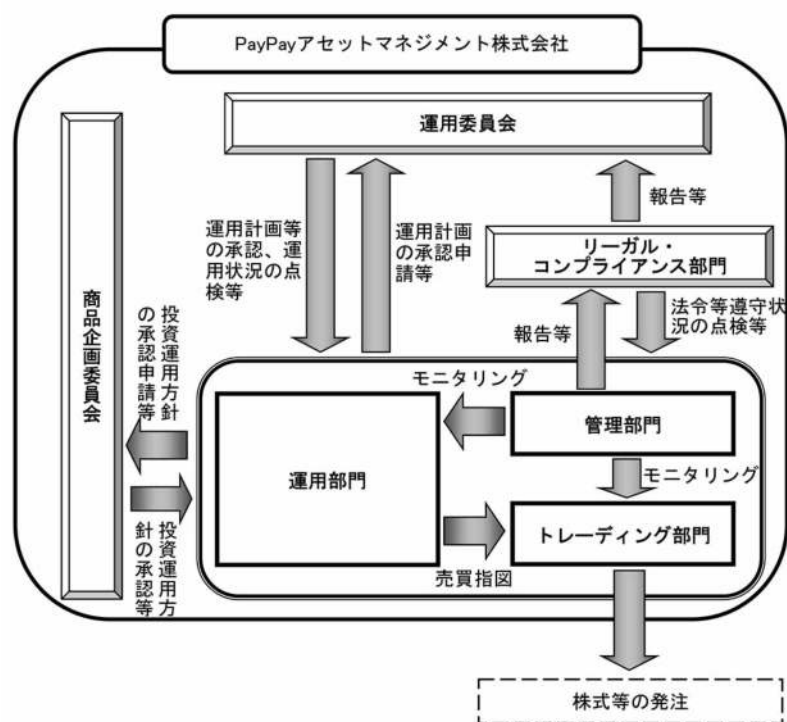 PayPayアセットマネジメント株式会社
運用委員会
運用計画等
の承認、運
用状況の点
検等
運用計画
の承認申
請等
報告等
リーガル・
コンプライアンス部門
報告等
法令等遵守状
況の点検等
商品企画委員会
投資運用方針
の承認申請等
投資運用方
針の承認等
モニタリング
管理部門
運用部門
モニタリング
トレーディング部門
売買指図
株式等の発注